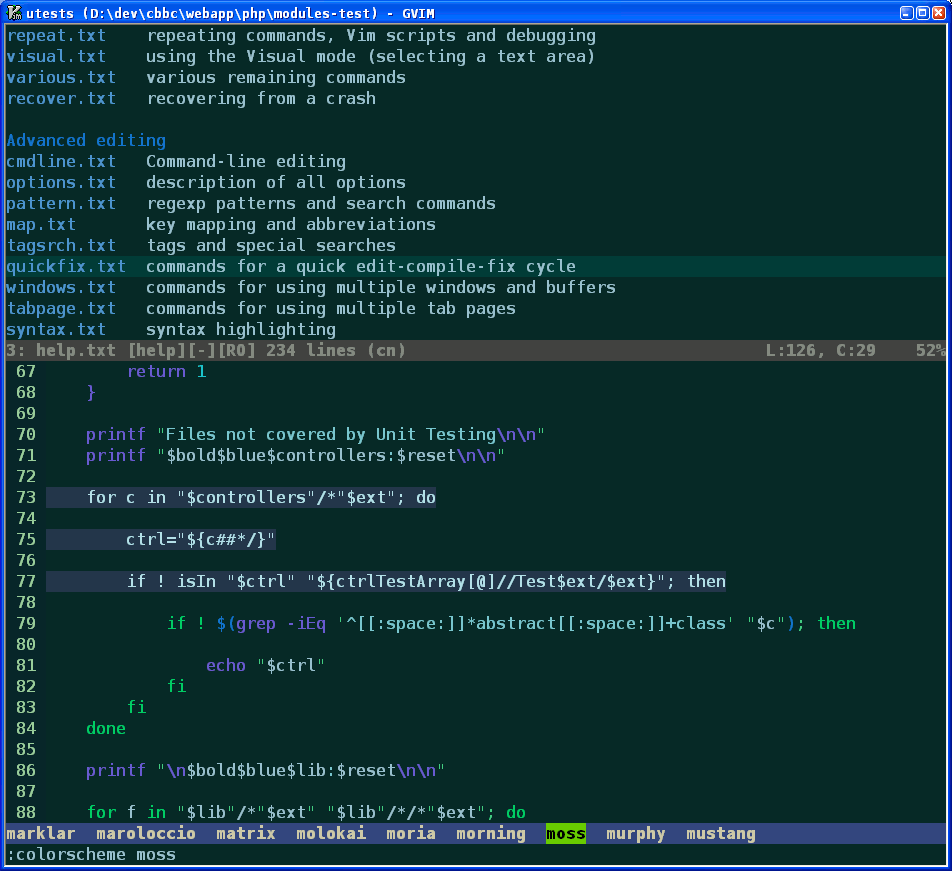 utests (D:\dev\cbbc\webapp\php\modules-test) - GVIM
repeat.txt repeating commands, Vim scripts and debugging
visual.txt using the Visual mode (selecting a text area)
various.txt various remaining commands
recover.txt recovering from a crash
Advanced editing
cmdline.txt Command-line editing
options.txt description of all options
pattern.txt regexp patterns and search commands
map.txt key mapping and abbreviations
tagsrch.txt tags and special searches
quickfix.txt commands for a quick edit-compile-fix cycle
windows.txt commands for using multiple windows and buffers
tabpage.txt commands for using multiple tab pages
syntax.txt syntax highlighting
3: help.txt [help][-][RO] 234 lines (cn) L:126, C:29 52%
67 return 1
68 }
69
70 printf "Files not covered by Unit Testing\n\n"
71 printf "$bold$blue$controllers:$reset\n\n"
72
73 for c in "$controllers"/*"$ext"; do
74
75 ctrl="${c##*/}"
76
77 if ! isIn "$ctrl" "${ctrlTestArray[@]//Test$ext/$ext}"; then
78
79 if ! $(grep -iEq '^[[:space:]]*abstract[[:space:]]+class' "$c"); then
80
81 echo "$ctrl"
82 fi
83 fi
84 done
85
86 printf "\n$bold$blue$lib:$reset\n\n"
87
88 for f in "$lib"/*"$ext" "$lib"/*/*"$ext"; do
marklar maroloccio matrix molokai moria morning moss murphy mustang
:colorscheme moss